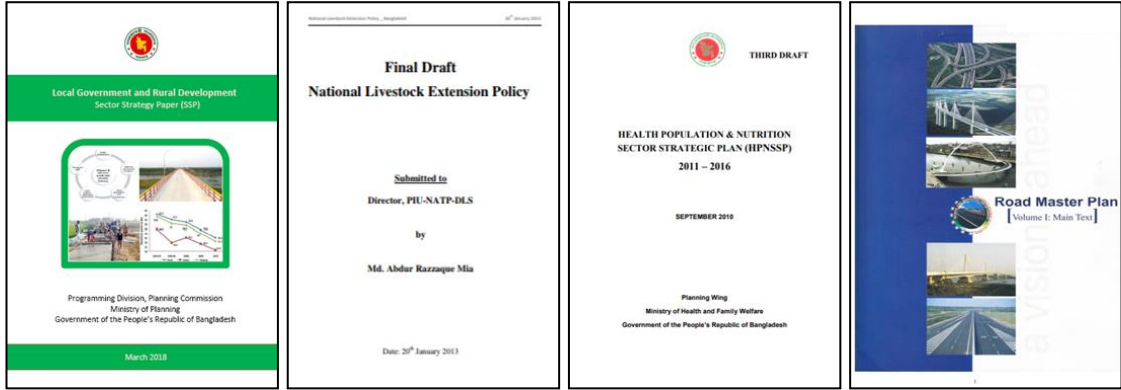 Local Government and Rural Development
Sector Strategy Paper (SSP)
Programming Division, Planning Commission
Ministry of Planning
Government of the People's Republic of Bangladesh
March 2018
National Livestock Extension Policy _ Bangladesh
20th January 2013
Final Draft
National Livestock Extension Policy
Submitted to
Director, PIU-NATP-DLS
by
Md. Abdur Razzaque Mia
Date: 20th January 2013
THIRD DRAFT
HEALTH POPULATION & NUTRITION
SECTOR STRATEGIC PLAN (HPNSSP)
2011 – 2016
SEPTEMBER 2010
Planning Wing
Ministry of Health and Family Welfare
Government of the People's Republic of Bangladesh
a vision ahead
Road Master Plan
[Volume I: Main Text]